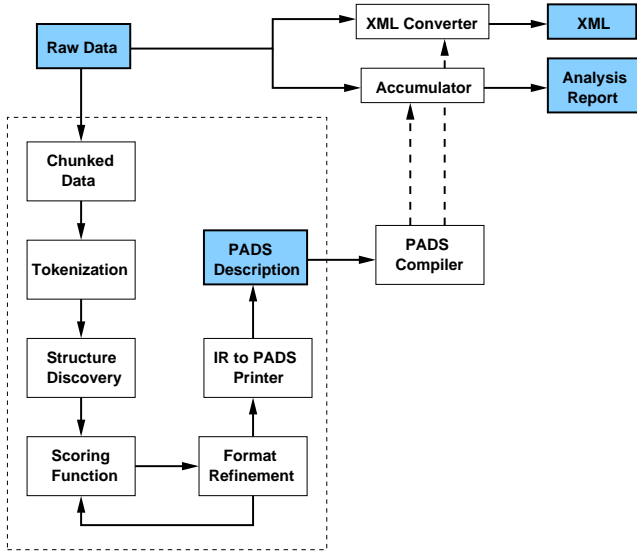 Raw Data
XML Converter
XML
Accumulator
Analysis
Report
Chunked
Data
Tokenization
PADS
Description
PADS
Compiler
Structure
Discovery
IR to PADS
Printer
Scoring
Function
Format
Refinement